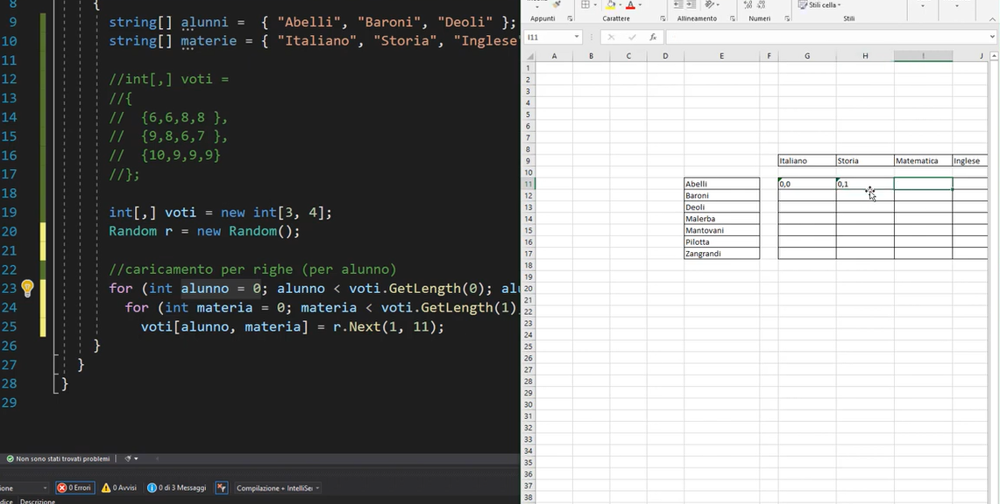 8 {
9 string[] alunni = { "Abelli", "Baroni", "Deoli" };
10 string[] materie = { "Italiano", "Storia", "Inglese"
11
12 //int[,] voti =
13 //{
14 // {6,6,8,8 },
15 // {9,8,6,7 },
16 // {10,9,9,9}
17 //};
18
19 int[,] voti = new int[3, 4];
20 Random r = new Random();
21
22 //caricamento per righe (per alunno)
23 for (int alunno = 0; alunno < voti.GetLength(0); alu
24 for (int materia = 0; materia < voti.GetLength(1)
25 voti[alunno, materia] = r.Next(1, 11);
26 }
27 }
28 }
29
Non sono stati trovati problemi
ione 0 Errori 0 Avvisi 0 di 3 Messaggi Compilazione + IntelliSe
dice Descrizione
Stili cella
Appunti Carattere Allineamento Numeri Stili
I11 fx
A B C D E F G H I J
1
2
3
4
5
6
7
8
9 Italiano Storia Matematica Inglese
10
11 Abelli 0,0 0,1
12 Baroni
13 Deoli
14 Malerba
15 Mantovani
16 Pilotta
17 Zangrandi
18
19
20
21
22
23
24
25
26
27
28
29
30
31
32
33
34
35
36
37
38